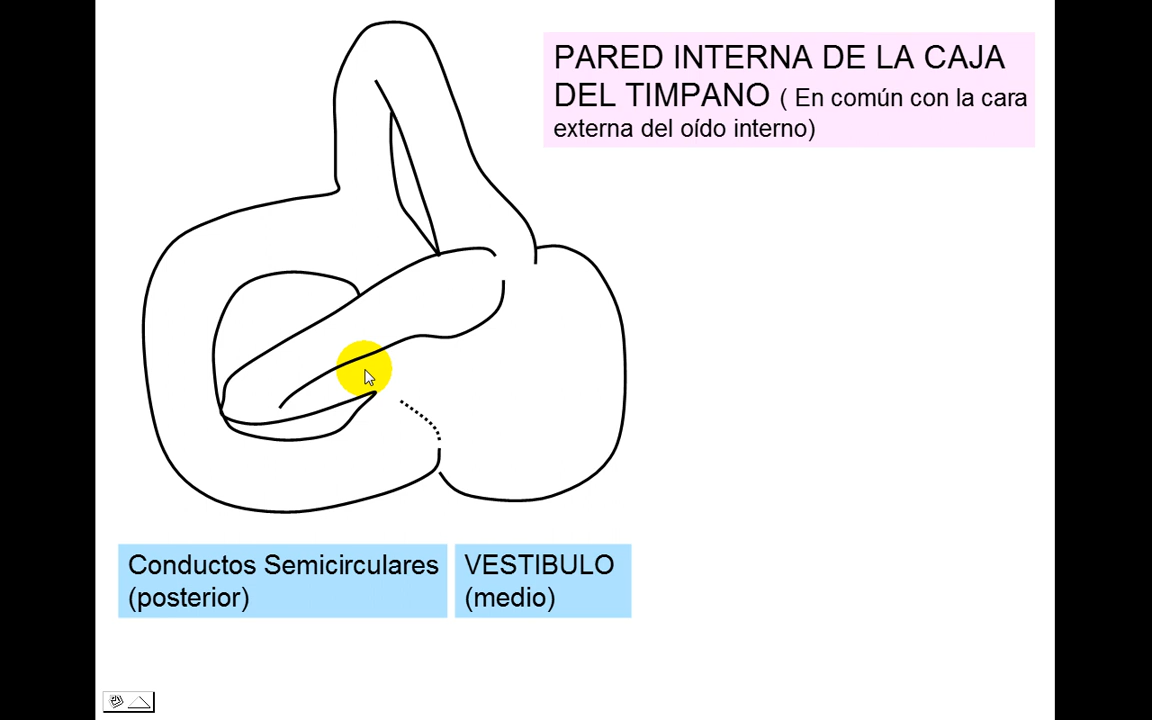 PARED INTERNA DE LA CAJA
DEL TIMPANO ( En común con la cara
externa del oído interno)
Conductos Semicirculares
(posterior)
VESTIBULO
(medio)